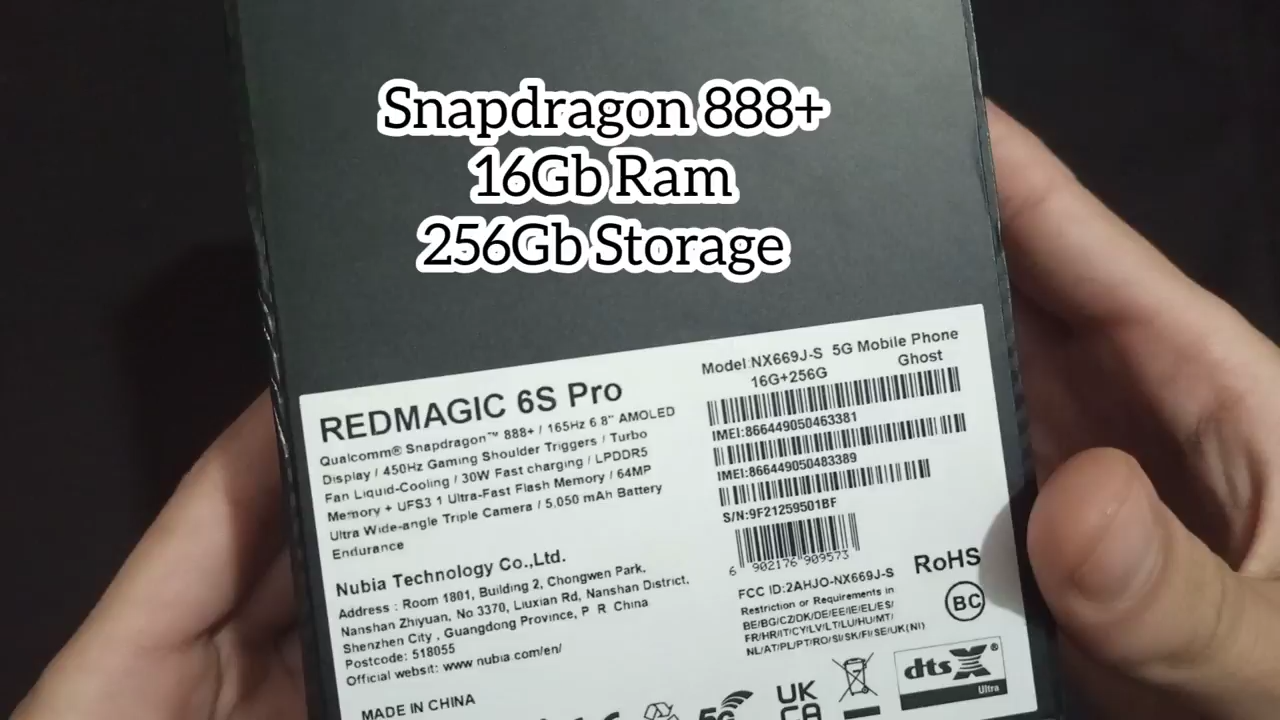 Snapdragon 888+
16Gb Ram
256Gb Storage
REDMAGIC 6S Pro
Qualcomm® Snapdragon™ 888+ / 165Hz 6.8" AMOLED
Display / 450Hz Gaming Shoulder Triggers / Turbo
Fan Liquid-Cooling / 30W Fast charging / LPDDR5
Memory + UFS3 1 Ultra-Fast Flash Memory / 64MP
Ultra Wide-angle Triple Camera / 5,050 mAh Battery
Endurance
Nubia Technology Co.,Ltd.
Address : Room 1801, Building 2, Chongwen Park,
Nanshan Zhiyuan, No 3370, Liuxian Rd, Nanshan District,
Shenzhen City , Guangdong Province, P R China
Postcode: 518055
Official websit: www nubia.com/en/
MADE IN CHINA
Model:NX669J-S 5G Mobile Phone
16G+256G Ghost
IMEI:866449050463381
IMEI:866449050483389
S/N:9F21259501BF
6 902176 909573
FCC ID:2AHJO-NX669J-S
Restriction or Requirements in
BE/BG/CZ/DK/DE/EE/IE/EL/ES/
FR/HR/IT/CY/LV/LT/LU/HU/MT/
NL/AT/PL/PT/RO/SI/SK/FI/SE/UK(NI)
RoHS
BC
dts X®
Ultra
5G
UK
CA